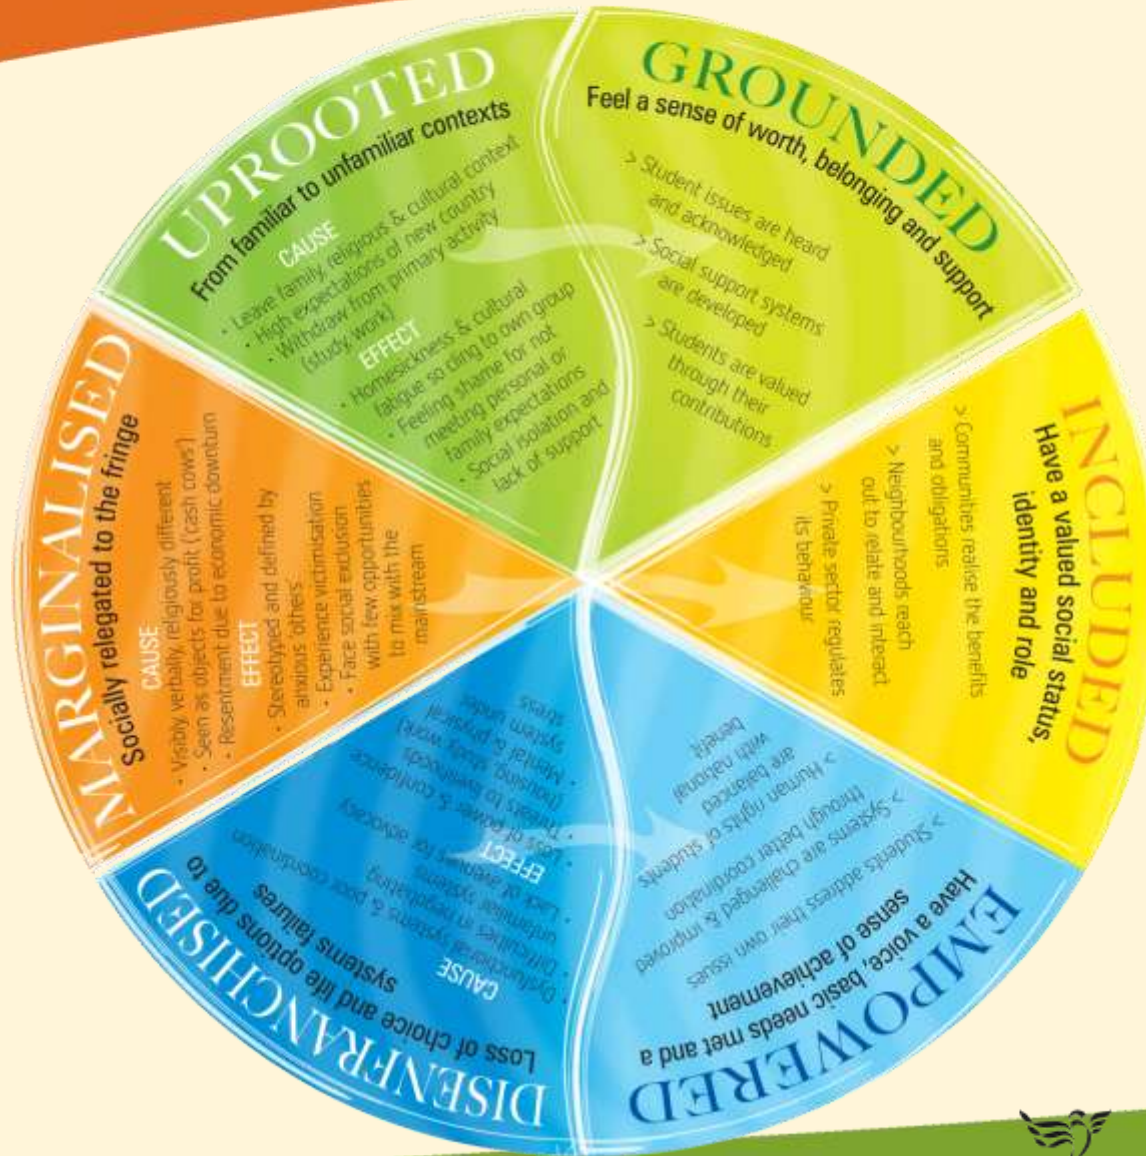 UPROOTED
From familiar to unfamiliar contexts
CAUSE
• Leave family, religious & cultural context
• High expectations of new country
• Withdraw from primary activity
(study, work)
EFFECT
• Homesickness & cultural
fatigue so cling to own group
• Feeling shame for not
meeting personal or
family expectations
• Social isolation and
lack of support
GROUNDED
Feel a sense of worth, belonging and support
> Student issues are heard
and acknowledged
> Social support systems
are developed
> Students are valued
through their
contributions
MARGINALISED
Socially relegated to the fringe
CAUSE
• Visibly, verbally, religiously different
• Seen as objects for profit ('cash cows')
• Resentment due to economic downturn
EFFECT
• Stereotyped and defined by
anxious 'others'
• Experience victimisation
• Face social exclusion
with few opportunities
to mix with the
mainstream
INCLUDED
Have a valued social status,
identity and role
> Communities realise the benefits
and obligations
> Neighbourhoods reach
out to relate and interact
> Private sector regulates
its behaviour
DISENFRANCHISED
Loss of choice and life options due to
systems failures
CAUSE
• Dysfunctional systems & poor coordination
• Difficulties in negotiating
unfamiliar systems
• Lack of avenues for advocacy
EFFECT
• Loss of power & confidence
• Threats to livelihoods
(housing, study, work)
• Mental & physical
system under
stress
EMPOWERED
Have a voice, basic needs met and a
sense of achievement
> Students address their own issues
> Systems are challenged & improved
through better coordination
> Human rights of students
are balanced
with national
benefit